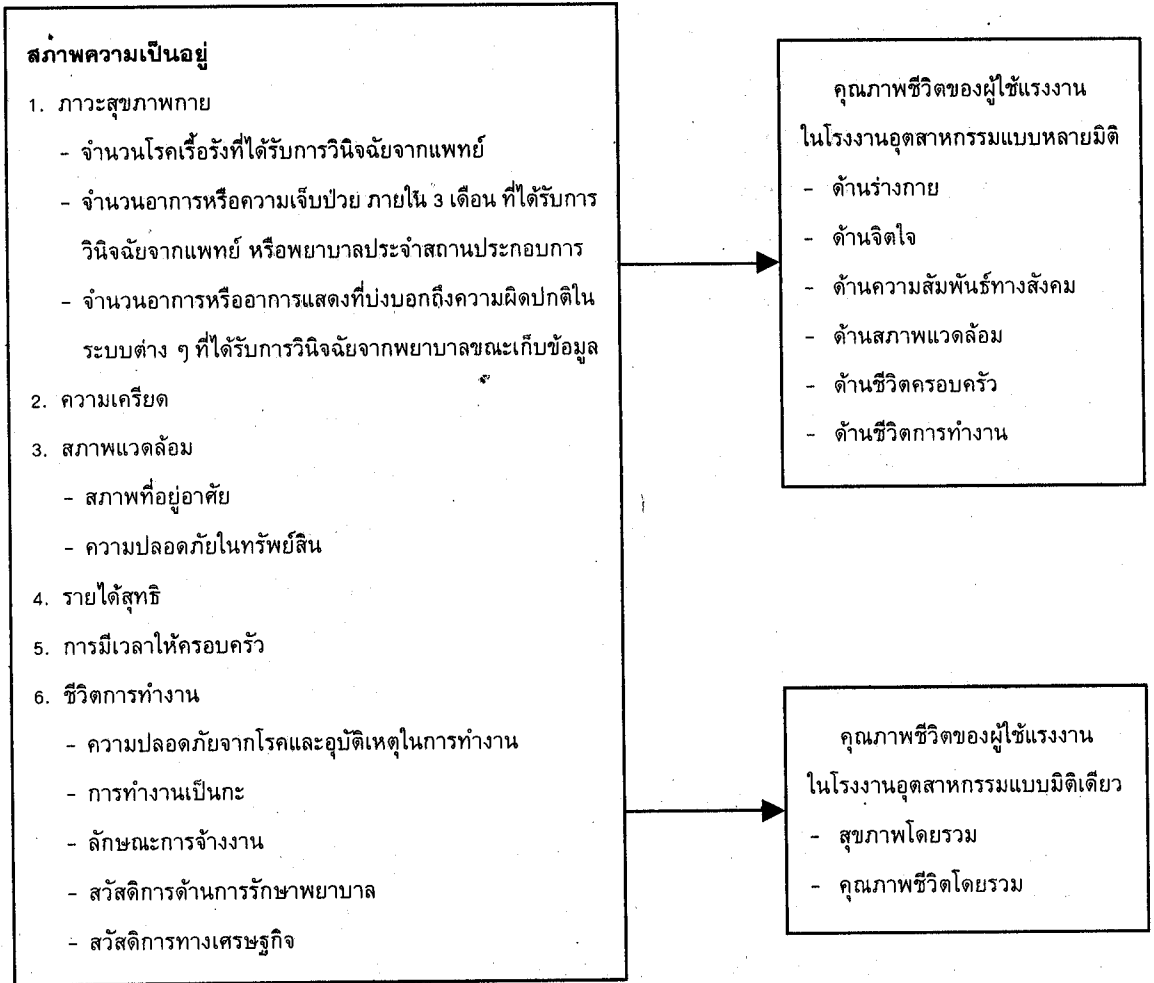 สภาพความเป็นอยู่
1. ภาวะสุขภาพกาย
- จำนวนโรคเรื้อรังที่ได้รับการวินิจฉัยจากแพทย์
- จำนวนอาการหรือความเจ็บป่วย ภายใน 3 เดือน ที่ได้รับการ
วินิจฉัยจากแพทย์ หรือพยาบาลประจำสถานประกอบการ
- จำนวนอาการหรืออาการแสดงที่บ่งบอกถึงความผิดปกติใน
ระบบต่าง ๆ ที่ได้รับการวินิจฉัยจากพยาบาลขณะเก็บข้อมูล
2. ความเครียด
3. สภาพแวดล้อม
- สภาพที่อยู่อาศัย
- ความปลอดภัยในทรัพย์สิน
4. รายได้สุทธิ
5. การมีเวลาให้ครอบครัว
6. ชีวิตการทำงาน
- ความปลอดภัยจากโรคและอุบัติเหตุในการทำงาน
- การทำงานเป็นกะ
- ลักษณะการจ้างงาน
- สวัสดิการด้านการรักษาพยาบาล
- สวัสดิการทางเศรษฐกิจ
คุณภาพชีวิตของผู้ใช้แรงงาน
ในโรงงานอุตสาหกรรมแบบหลายมิติ
- ด้านร่างกาย
- ด้านจิตใจ
- ด้านความสัมพันธ์ทางสังคม
- ด้านสภาพแวดล้อม
- ด้านชีวิตครอบครัว
- ด้านชีวิตการทำงาน
คุณภาพชีวิตของผู้ใช้แรงงาน
ในโรงงานอุตสาหกรรมแบบมิติเดียว
- สุขภาพโดยรวม
- คุณภาพชีวิตโดยรวม